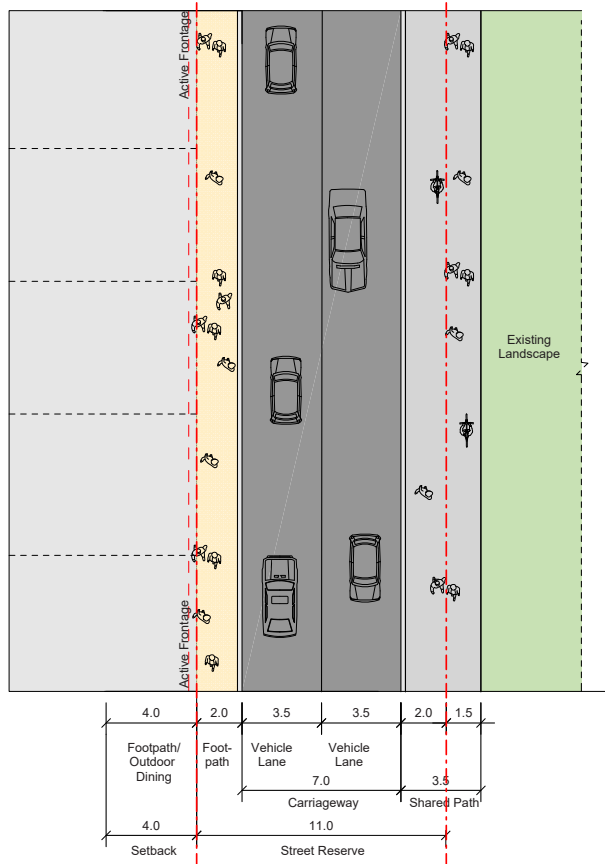 Active Frontage
Existing
Landscape
Active Frontage
4.0 2.0 3.5 3.5 2.0 1.5
Footpath/
Outdoor
Dining
Foot-
path
Vehicle
Lane
Vehicle
Lane
7.0 3.5
Carriageway Shared Path
4.0 11.0
Setback Street Reserve